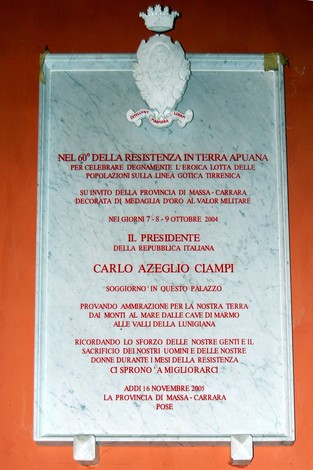 NEL 60° DELLA RESISTENZA IN TERRA APUANA
PER CELEBRARE DEGNAMENTE L'EROICA LOTTA DELLE
POPOLAZIONI SULLA LINEA GOTICA TIRRENICA
SU INVITO DELLA PROVINCIA DI MASSA-CARRARA
DECORATA DI MEDAGLIA D'ORO AL VALOR MILITARE
NEI GIORNI 7-8-9 OTTOBRE 2004
IL PRESIDENTE
DELLA REPUBBLICA ITALIANA
CARLO AZEGLIO CIAMPI
SOGGIORNO' IN QUESTO PALAZZO
PROVANDO AMMIRAZIONE PER LA NOSTRA TERRA
DAI MONTI AL MARE DALLE CAVE DI MARMO
ALLE VALLI DELLA LUNIGIANA
RICORDANDO LO SFORZO DELLE NOSTRE GENTI E IL
SACRIFICIO DEI NOSTRI UOMINI E DELLE NOSTRE
DONNE DURANTE I MESI DELLA RESISTENZA
CI SPRONO' A MIGLIORARCI
ADDI 16 NOVEMBRE 2005
LA PROVINCIA DI MASSA-CARRARA
POSE